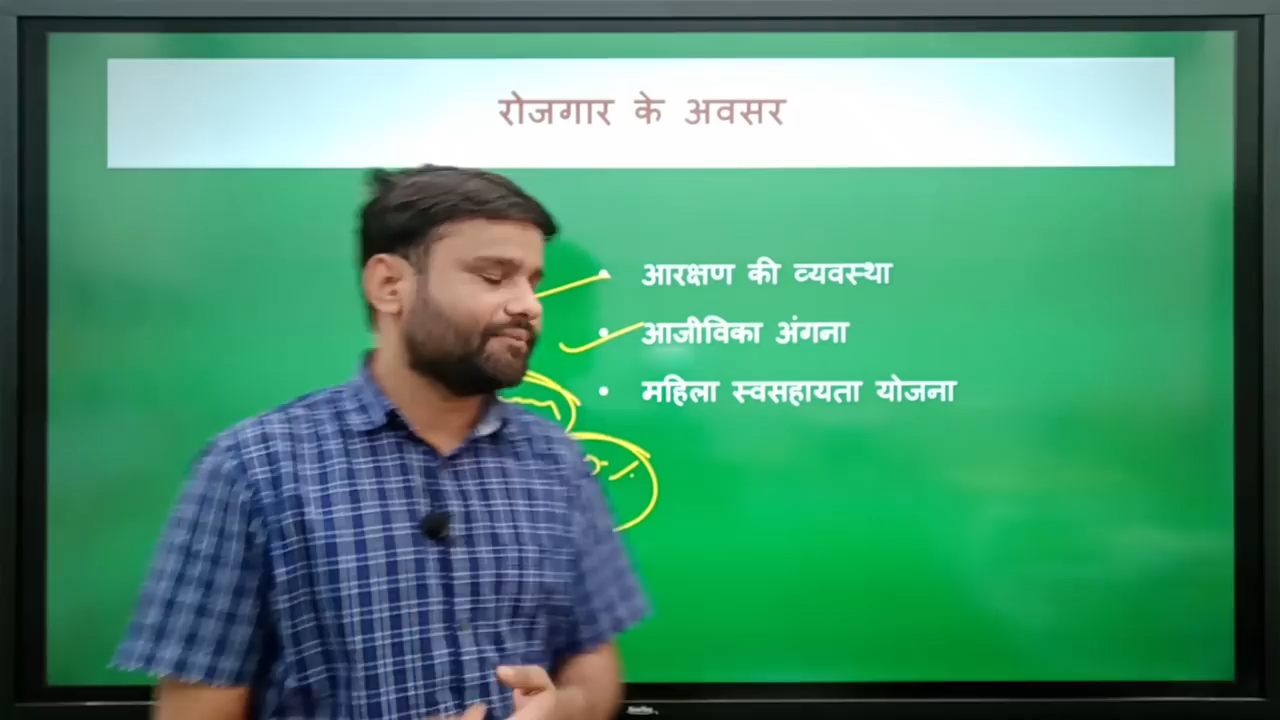 रोजगार के अवसर
• आरक्षण की व्यवस्था
• आजीविका अंगना
• महिला स्वसहायता योजना